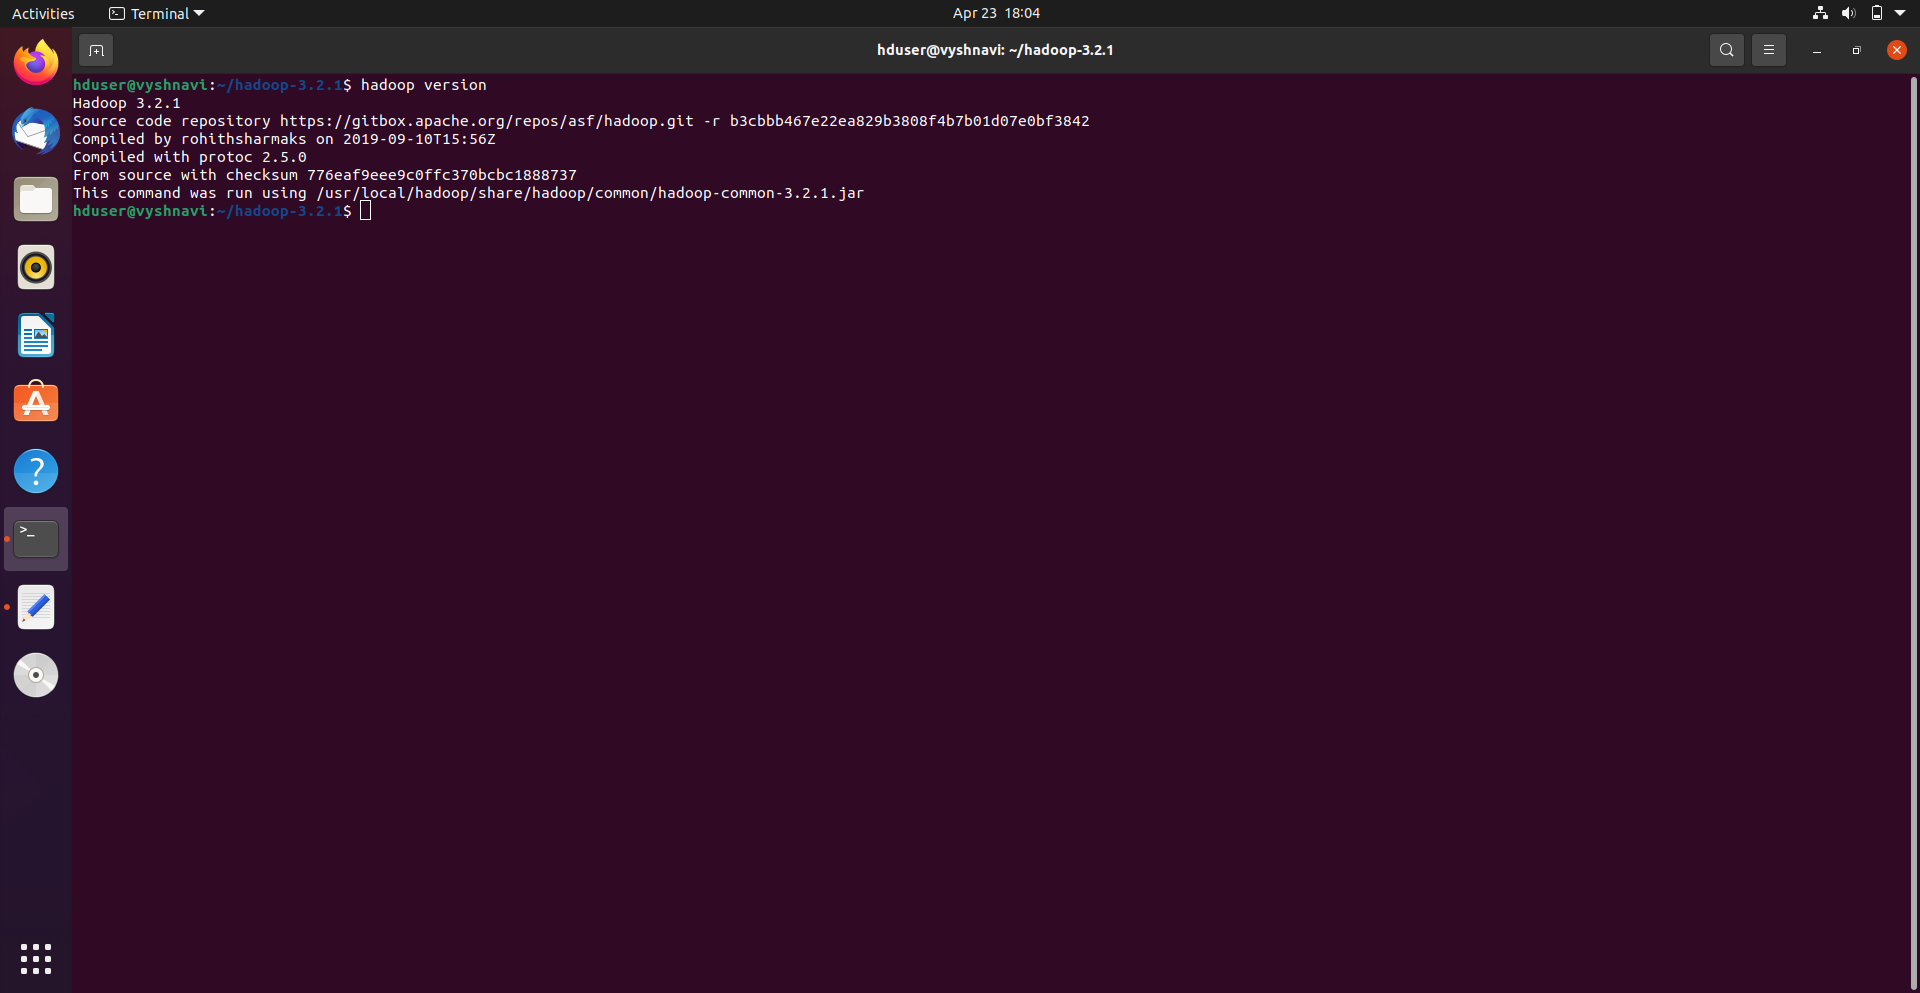 Activities Terminal Apr 23 18:04
hduser@vyshnavi: ~/hadoop-3.2.1
hduser@vyshnavi:~/hadoop-3.2.1$ hadoop version
Hadoop 3.2.1
Source code repository https://gitbox.apache.org/repos/asf/hadoop.git -r b3cbbb467e22ea829b3808f4b7b01d07e0bf3842
Compiled by rohithsharmaks on 2019-09-10T15:56Z
Compiled with protoc 2.5.0
From source with checksum 776eaf9eee9c0ffc370bcbc1888737
This command was run using /usr/local/hadoop/share/hadoop/common/hadoop-common-3.2.1.jar
hduser@vyshnavi:~/hadoop-3.2.1$